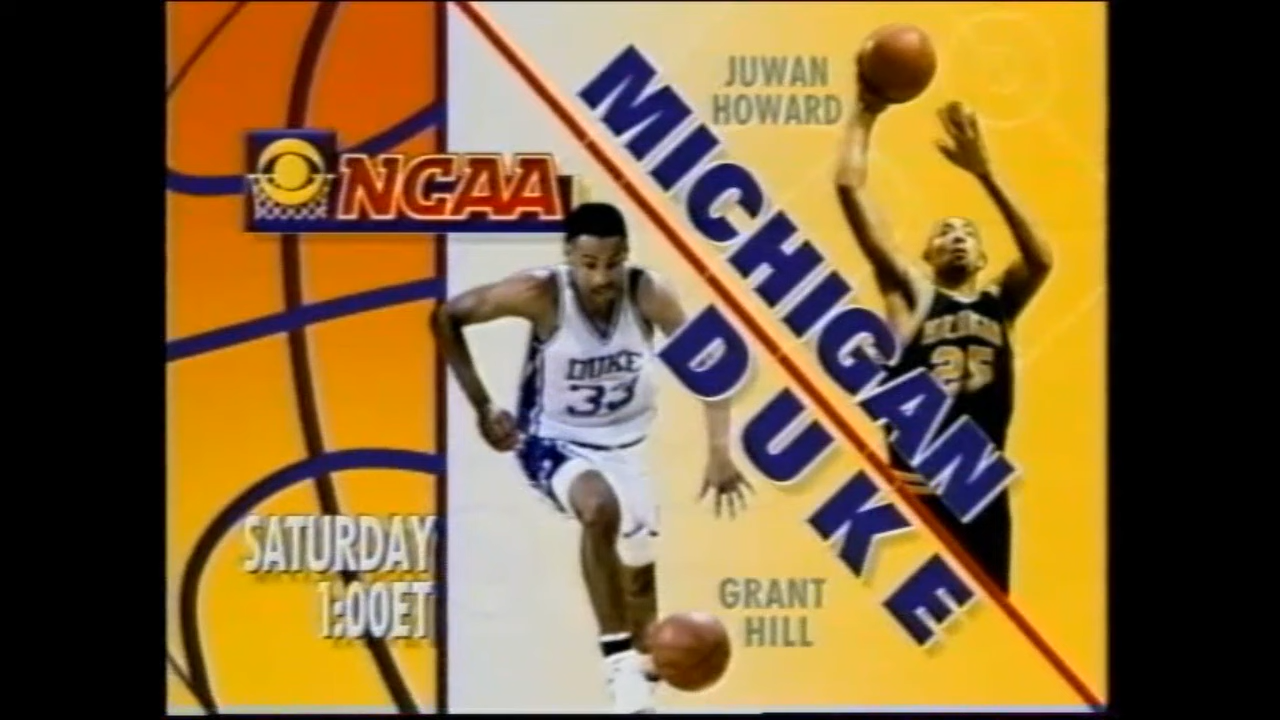 NCAA
SATURDAY
1:00ET
JUWAN
HOWARD
MICHIGAN
DUKE
DUKE
33
25
GRANT
HILL